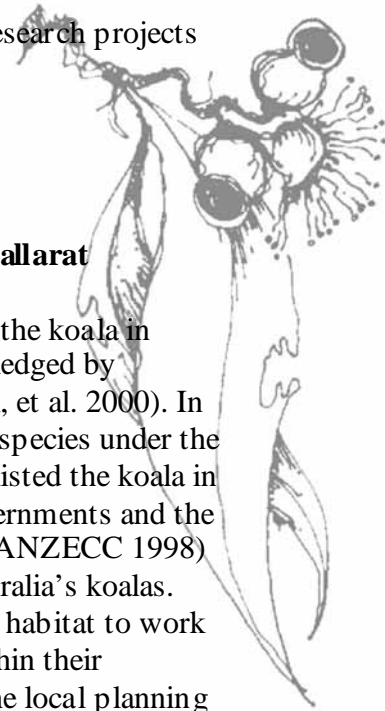 esearch projects
allarat
the koala in
ledged by
, et al. 2000). In
species under the
isted the koala in
ernments and the
ANZECC 1998)
ralia's koalas.
habitat to work
hin their
ne local planning